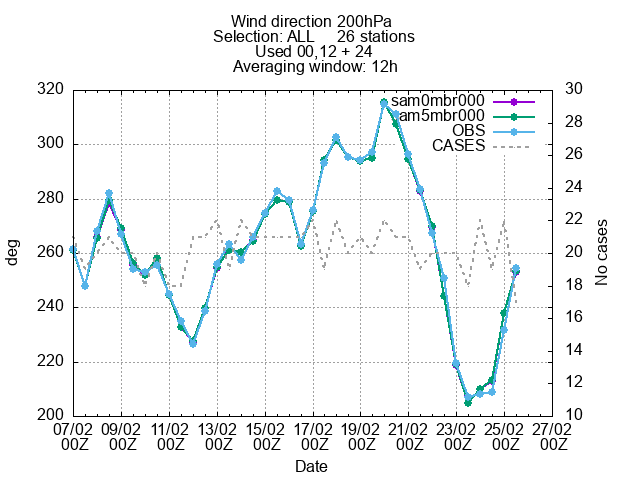 Wind direction 200hPa
Selection: ALL 26 stations
Used 00,12 + 24
Averaging window: 12h
320
300
280
260
240
220
200
deg
30
28
26
24
22
20
18
16
14
12
10
No cases
sam0mbr000
am5mbr000
OBS
CASES
07/02 09/02 11/02 13/02 15/02 17/02 19/02 21/02 23/02 25/02 27/02
00Z 00Z 00Z 00Z 00Z 00Z 00Z 00Z 00Z 00Z 00Z
Date